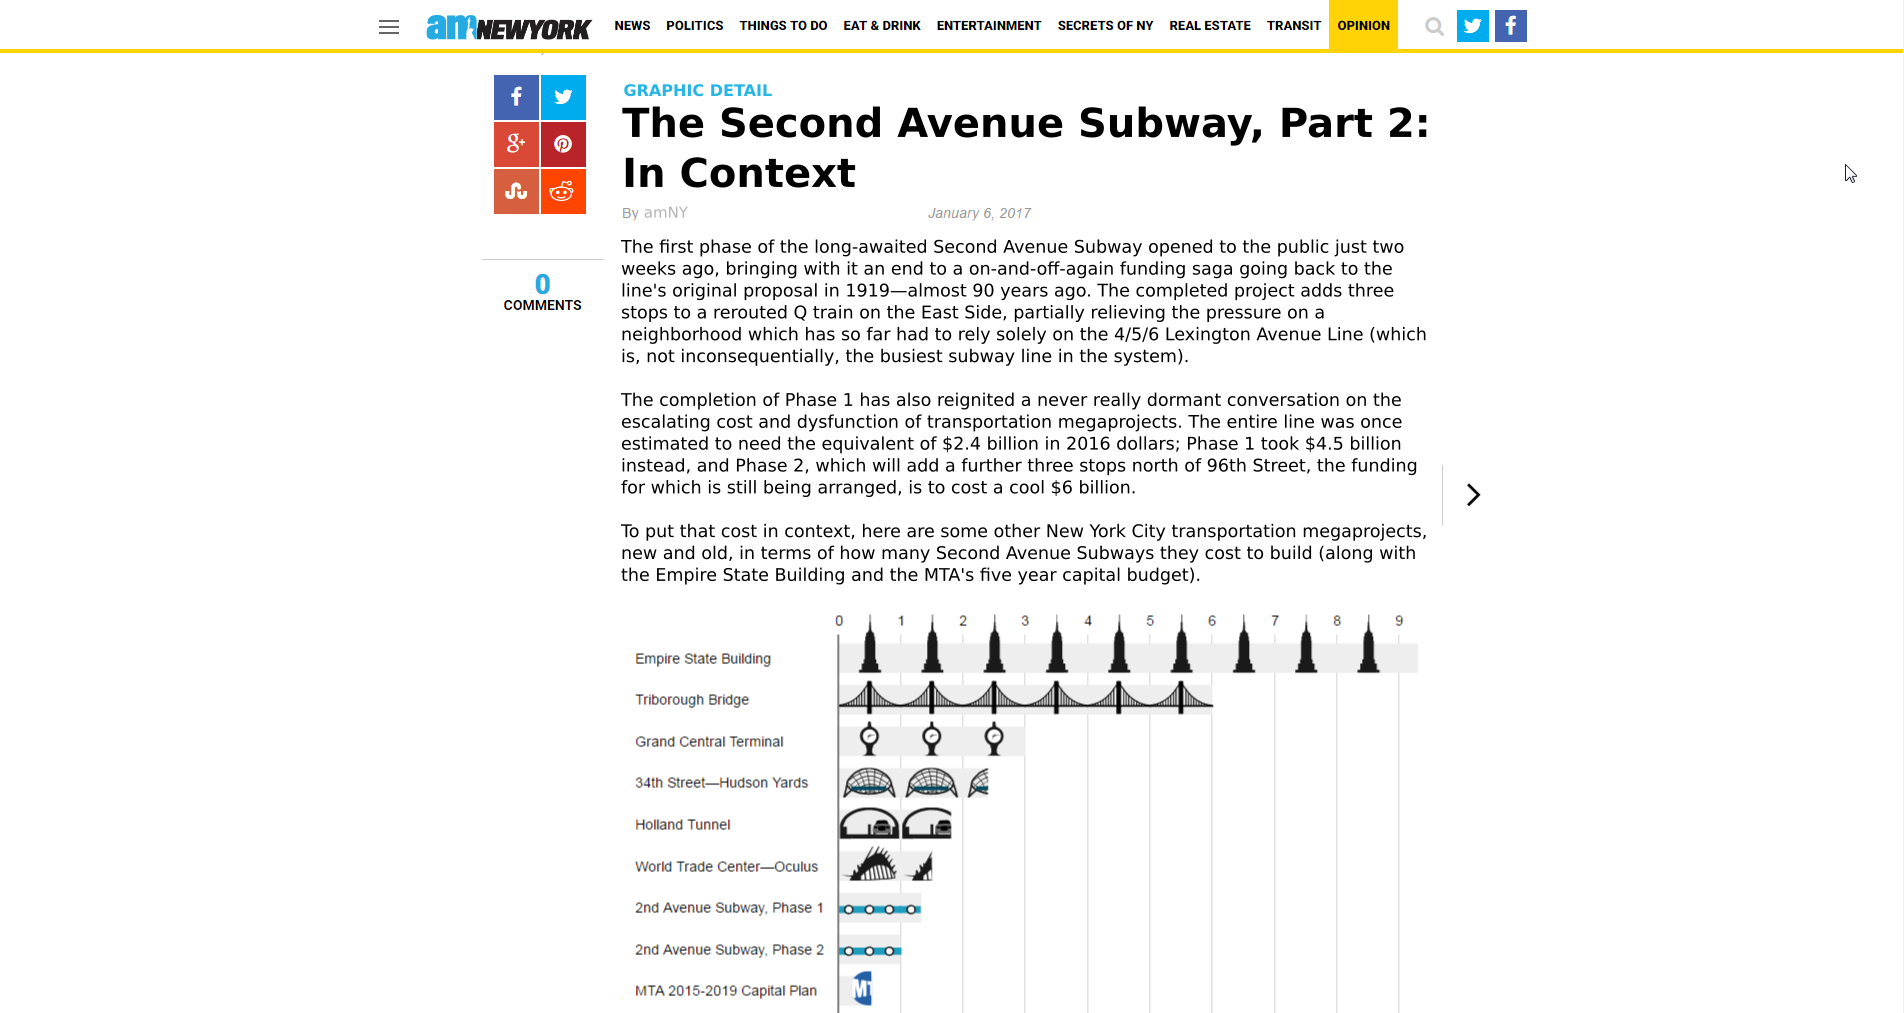 amNEWYORK NEWS POLITICS THINGS TO DO EAT & DRINK ENTERTAINMENT SECRETS OF NY REAL ESTATE TRANSIT OPINION
GRAPHIC DETAIL
The Second Avenue Subway, Part 2:
In Context
By amNY January 6, 2017
0
COMMENTS
The first phase of the long-awaited Second Avenue Subway opened to the public just two
weeks ago, bringing with it an end to a on-and-off-again funding saga going back to the
line's original proposal in 1919—almost 90 years ago. The completed project adds three
stops to a rerouted Q train on the East Side, partially relieving the pressure on a
neighborhood which has so far had to rely solely on the 4/5/6 Lexington Avenue Line (which
is, not inconsequentially, the busiest subway line in the system).
The completion of Phase 1 has also reignited a never really dormant conversation on the
escalating cost and dysfunction of transportation megaprojects. The entire line was once
estimated to need the equivalent of $2.4 billion in 2016 dollars; Phase 1 took $4.5 billion
instead, and Phase 2, which will add a further three stops north of 96th Street, the funding
for which is still being arranged, is to cost a cool $6 billion.
To put that cost in context, here are some other New York City transportation megaprojects,
new and old, in terms of how many Second Avenue Subways they cost to build (along with
the Empire State Building and the MTA's five year capital budget).
0 1 2 3 4 5 6 7 8 9
Empire State Building
Triborough Bridge
Grand Central Terminal
34th Street—Hudson Yards
Holland Tunnel
World Trade Center—Oculus
2nd Avenue Subway, Phase 1
2nd Avenue Subway, Phase 2
MTA 2015-2019 Capital Plan